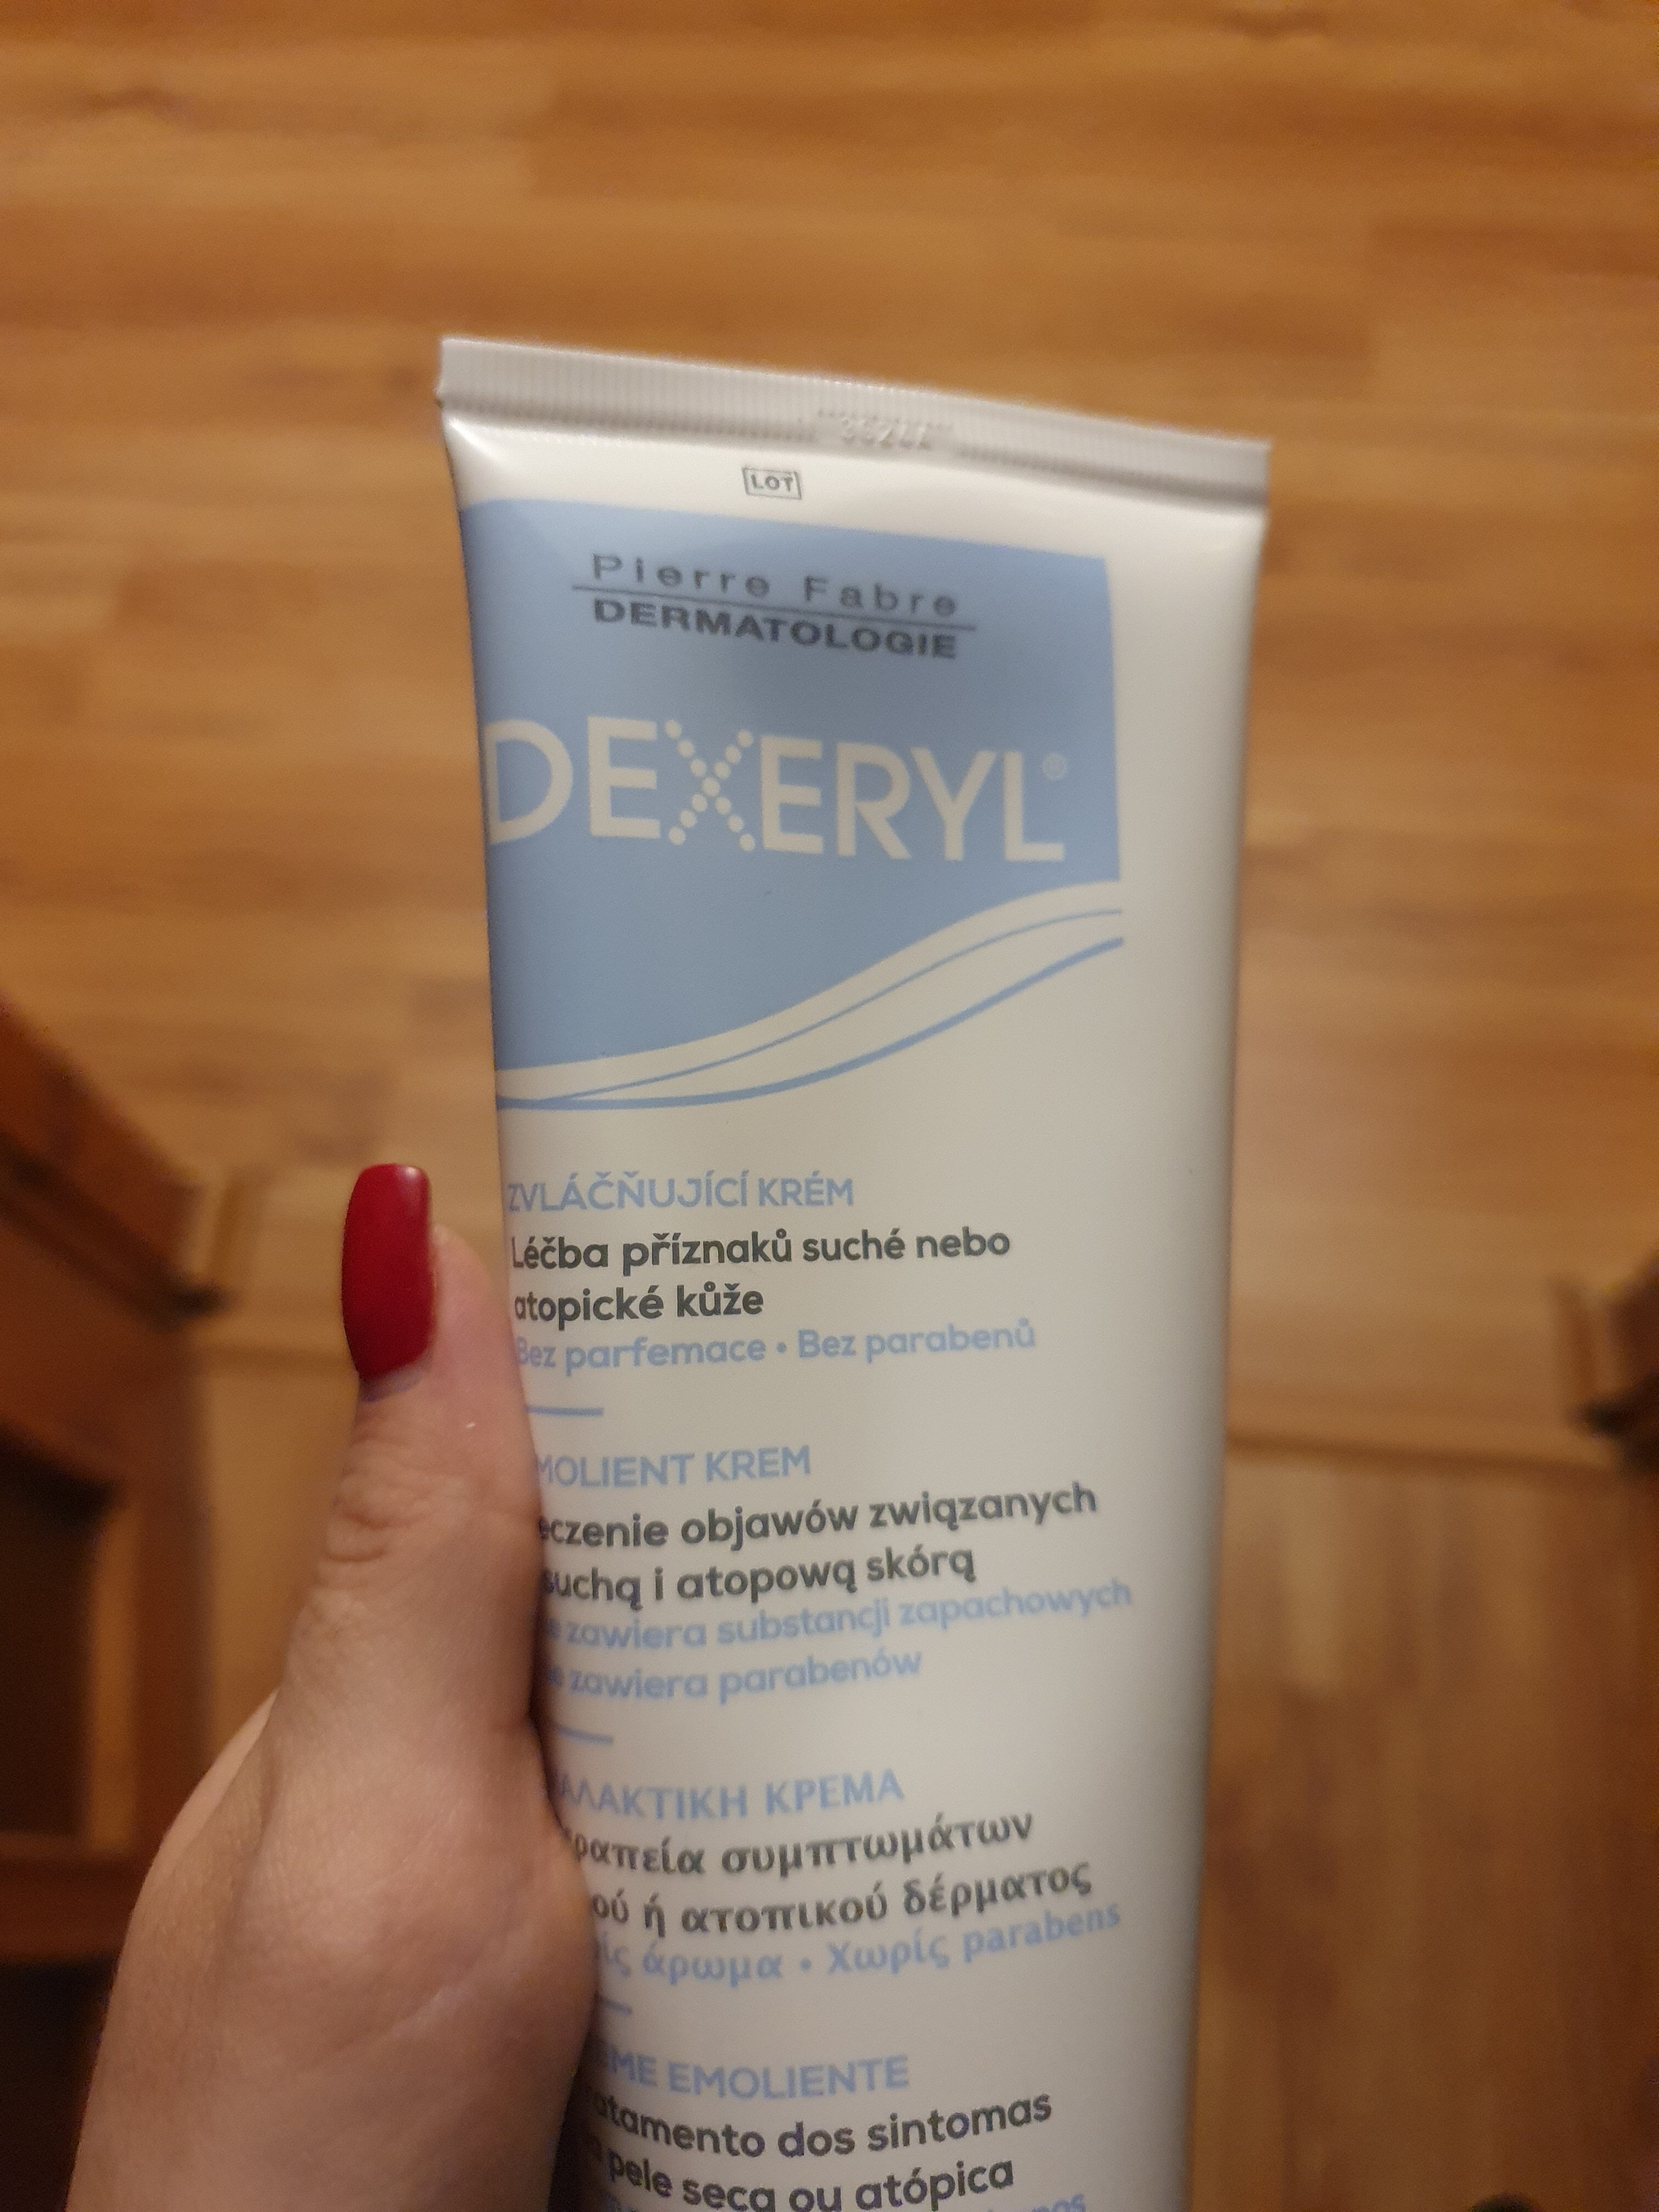 LOT
Pierre Fabre
DERMATOLOGIE
DEXERYL®
ZVLÁČŇUJÍCÍ KRÉM
Léčba příznaků suché nebo
atopické kůže
Bez parfemace • Bez parabenů
MOLIENT KREM
eczenie objawów związanych
suchą i atopową skórą
zawiera substancji zapachowych
zawiera parabenów
ΑΛΑΚΤΙΚΗ ΚΡΕΜΑ
ραπεία συμπτωμάτων
ού ή ατοπικού δέρματος
ίς άρωμα • Χωρίς parabens
ME EMOLIENTE
atamento dos sintomas
pele seca ou atópica